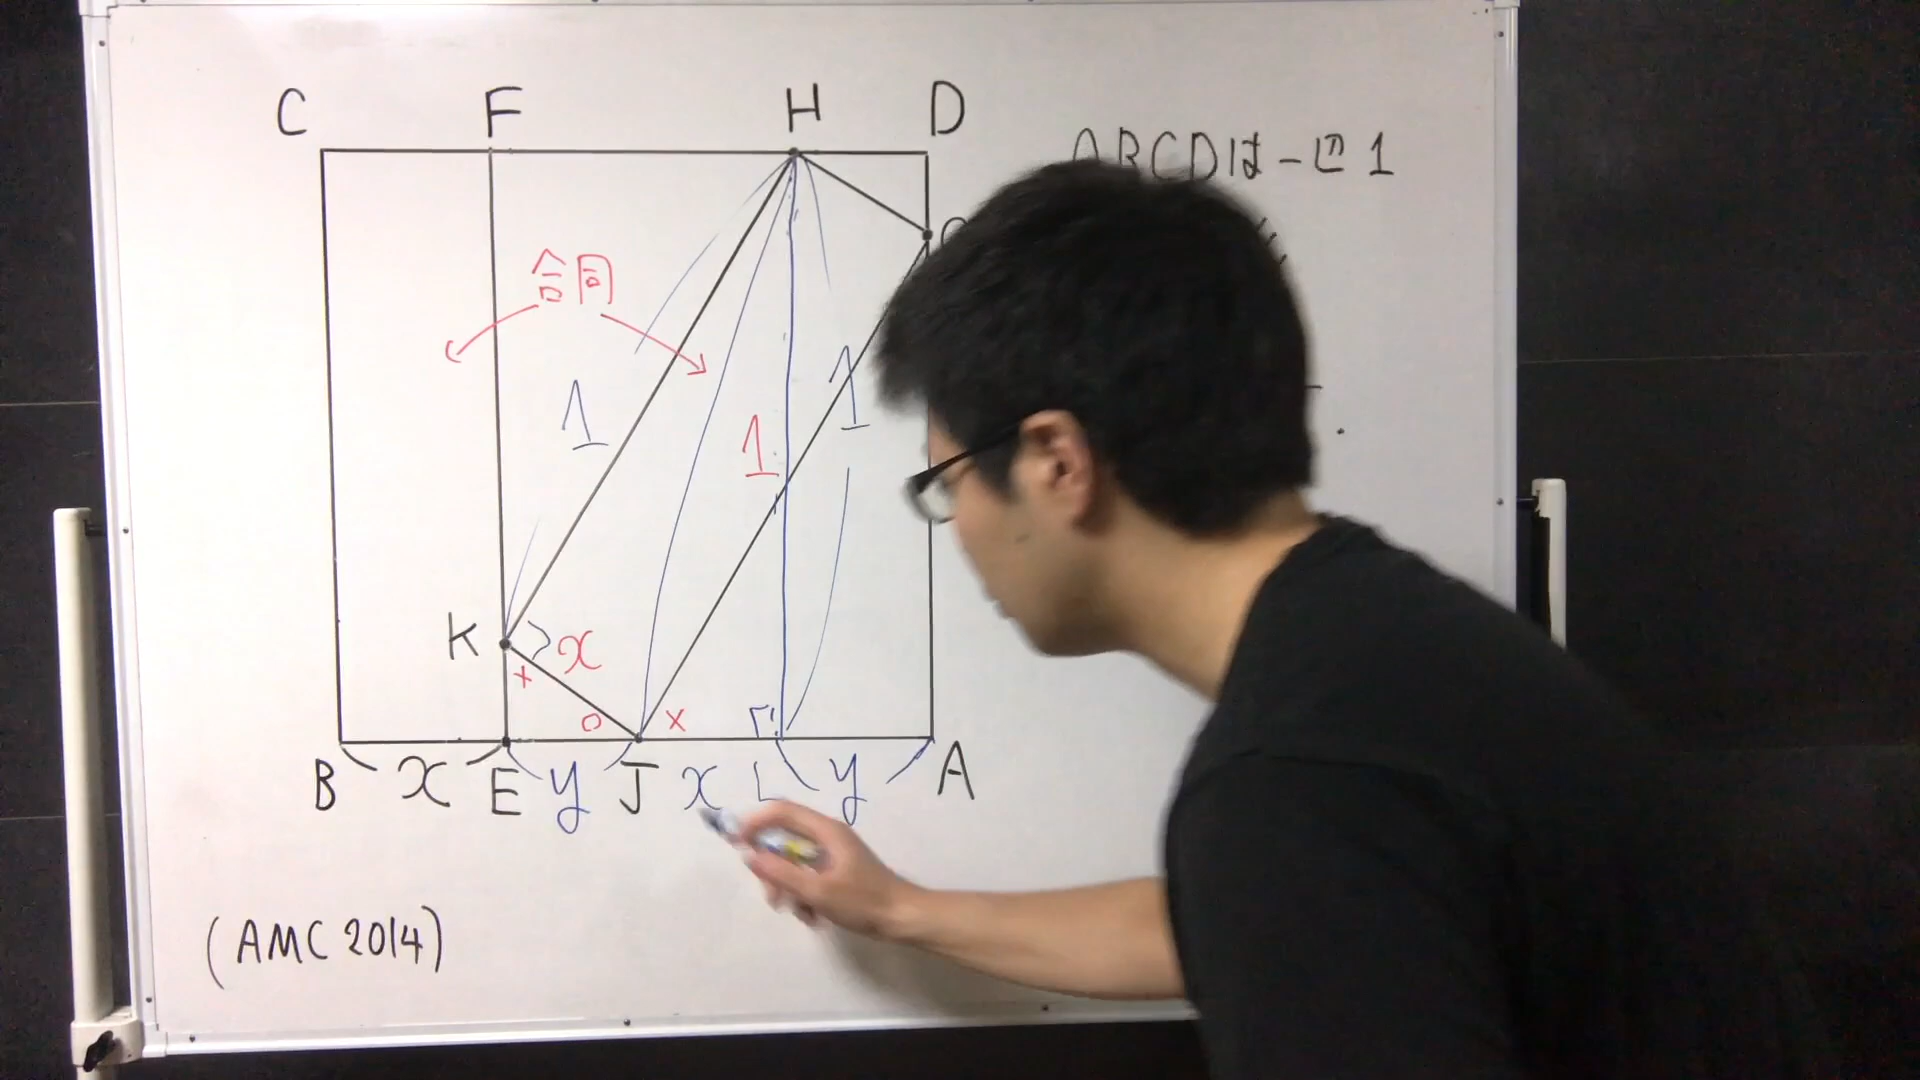 C F H D
ABCDは一辺1
合同
1 1 1
K x
× o ×
B x E y J x L y A
(AMC 2014)